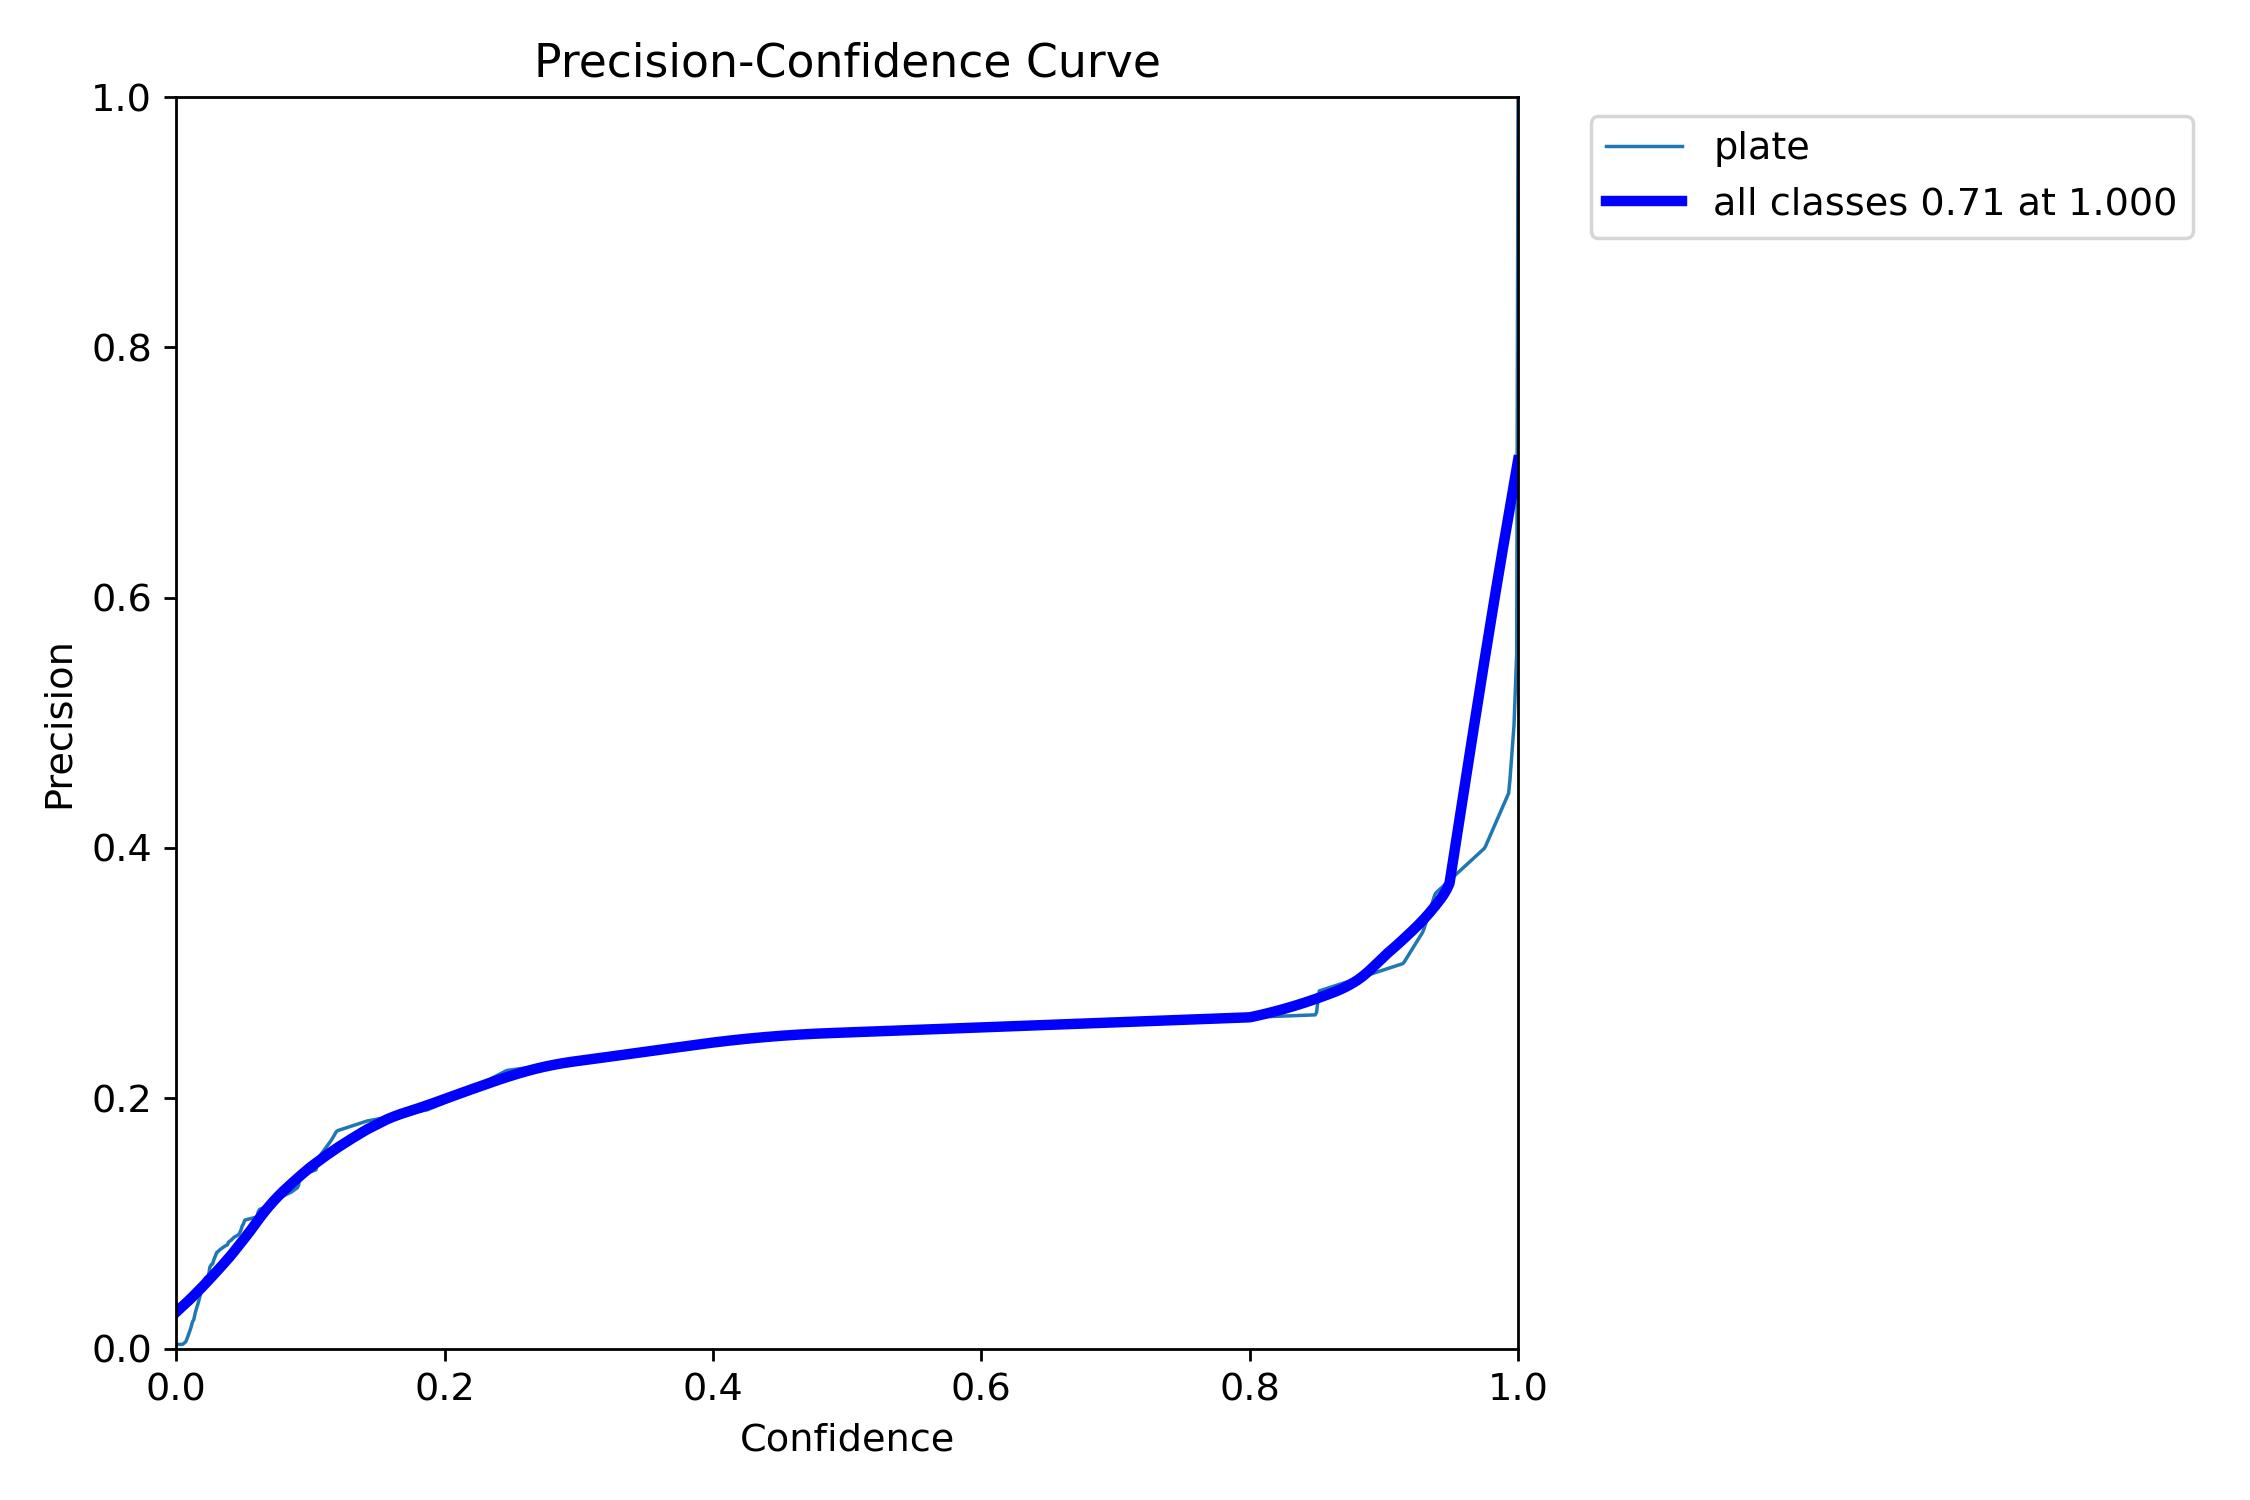 Precision-Confidence Curve
1.0
0.8
0.6
0.4
0.2
0.0
Precision
0.0 0.2 0.4 0.6 0.8 1.0
Confidence
plate
all classes 0.71 at 1.000